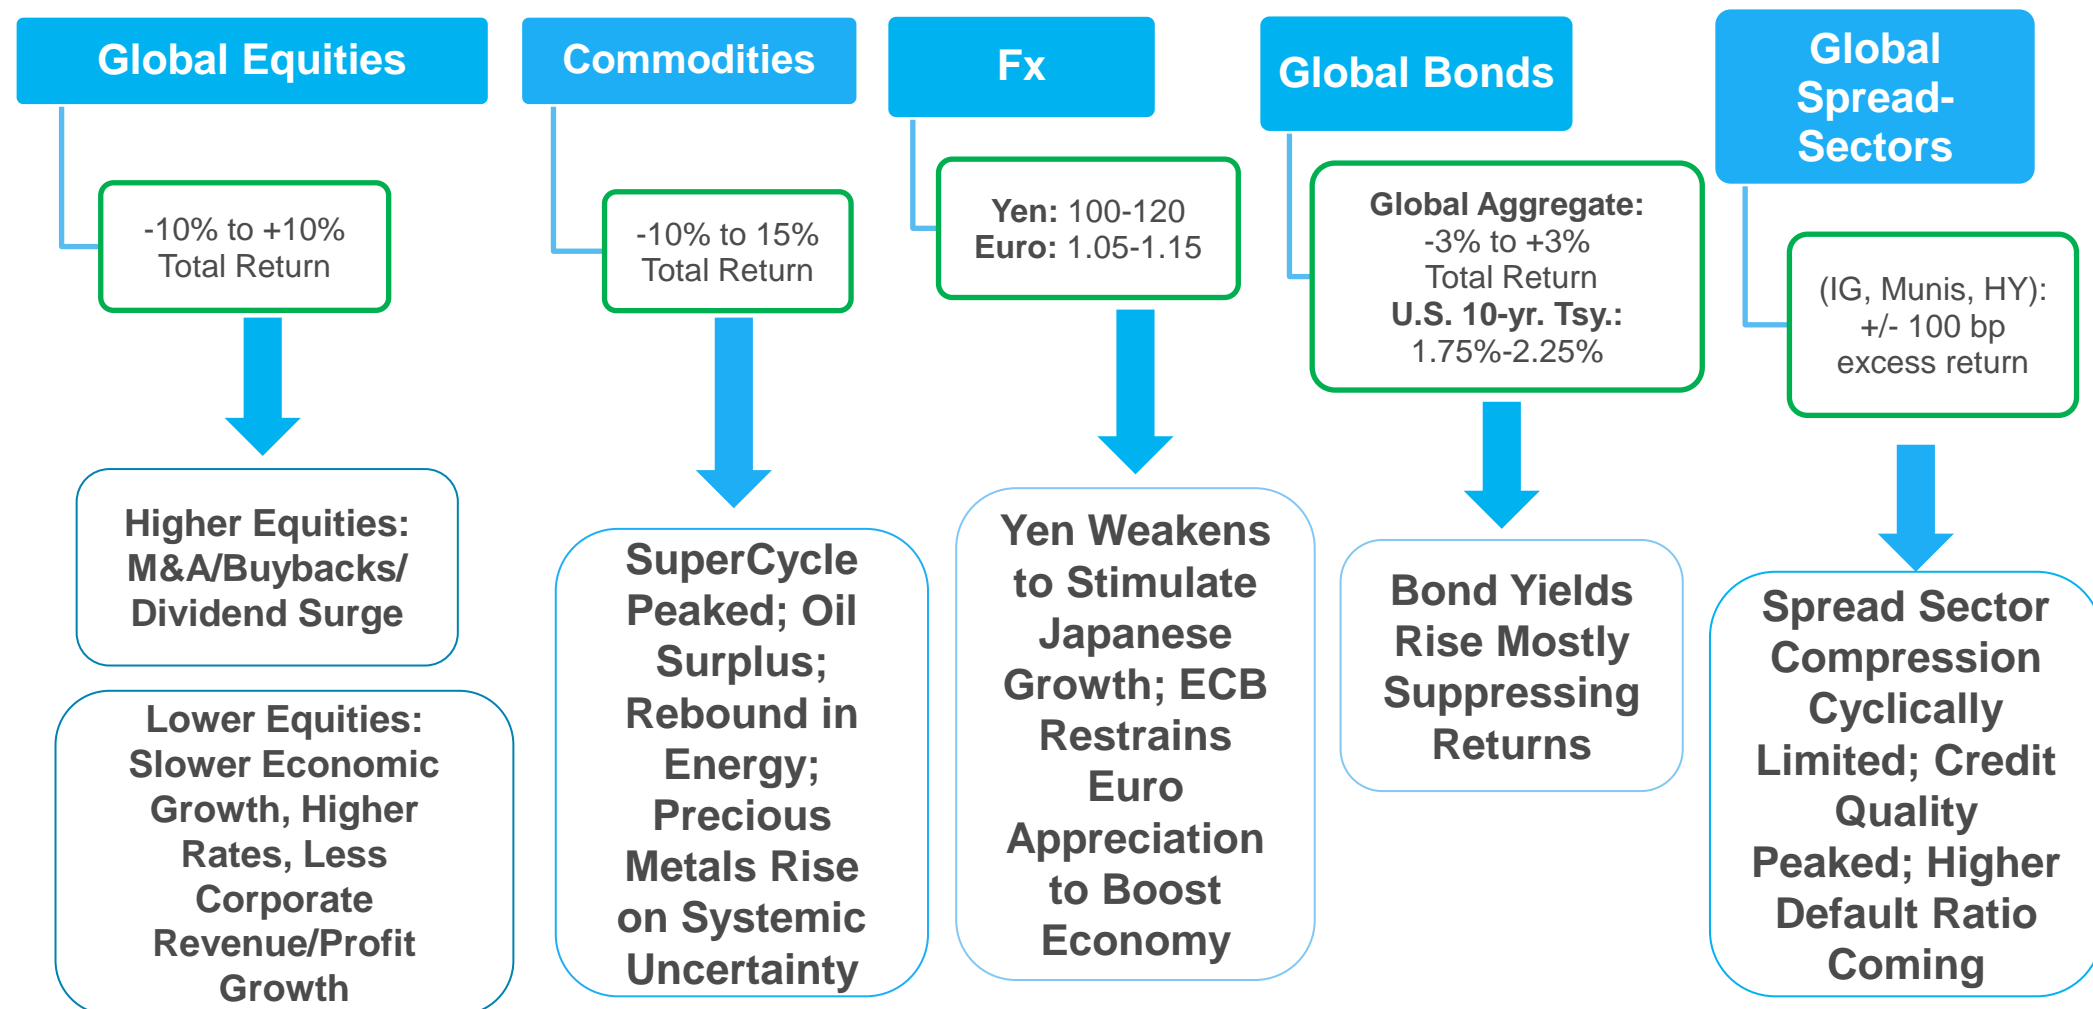 Global Equities
-10% to +10%
Total Return
Higher Equities:
M&A/Buybacks/
Dividend Surge
Lower Equities:
Slower Economic
Growth, Higher
Rates, Less
Corporate
Revenue/Profit
Growth
Commodities
-10% to 15%
Total Return
SuperCycle
Peaked; Oil
Surplus;
Rebound in
Energy;
Precious
Metals Rise
on Systemic
Uncertainty
Fx
Yen: 100-120
Euro: 1.05-1.15
Yen Weakens
to Stimulate
Japanese
Growth; ECB
Restrains
Euro
Appreciation
to Boost
Economy
Global Bonds
Global Aggregate:
-3% to +3%
Total Return
U.S. 10-yr. Tsy.:
1.75%-2.25%
Bond Yields
Rise Mostly
Suppressing
Returns
Global
Spread-
Sectors
(IG, Munis, HY):
+/- 100 bp
excess return
Spread Sector
Compression
Cyclically
Limited; Credit
Quality
Peaked; Higher
Default Ratio
Coming